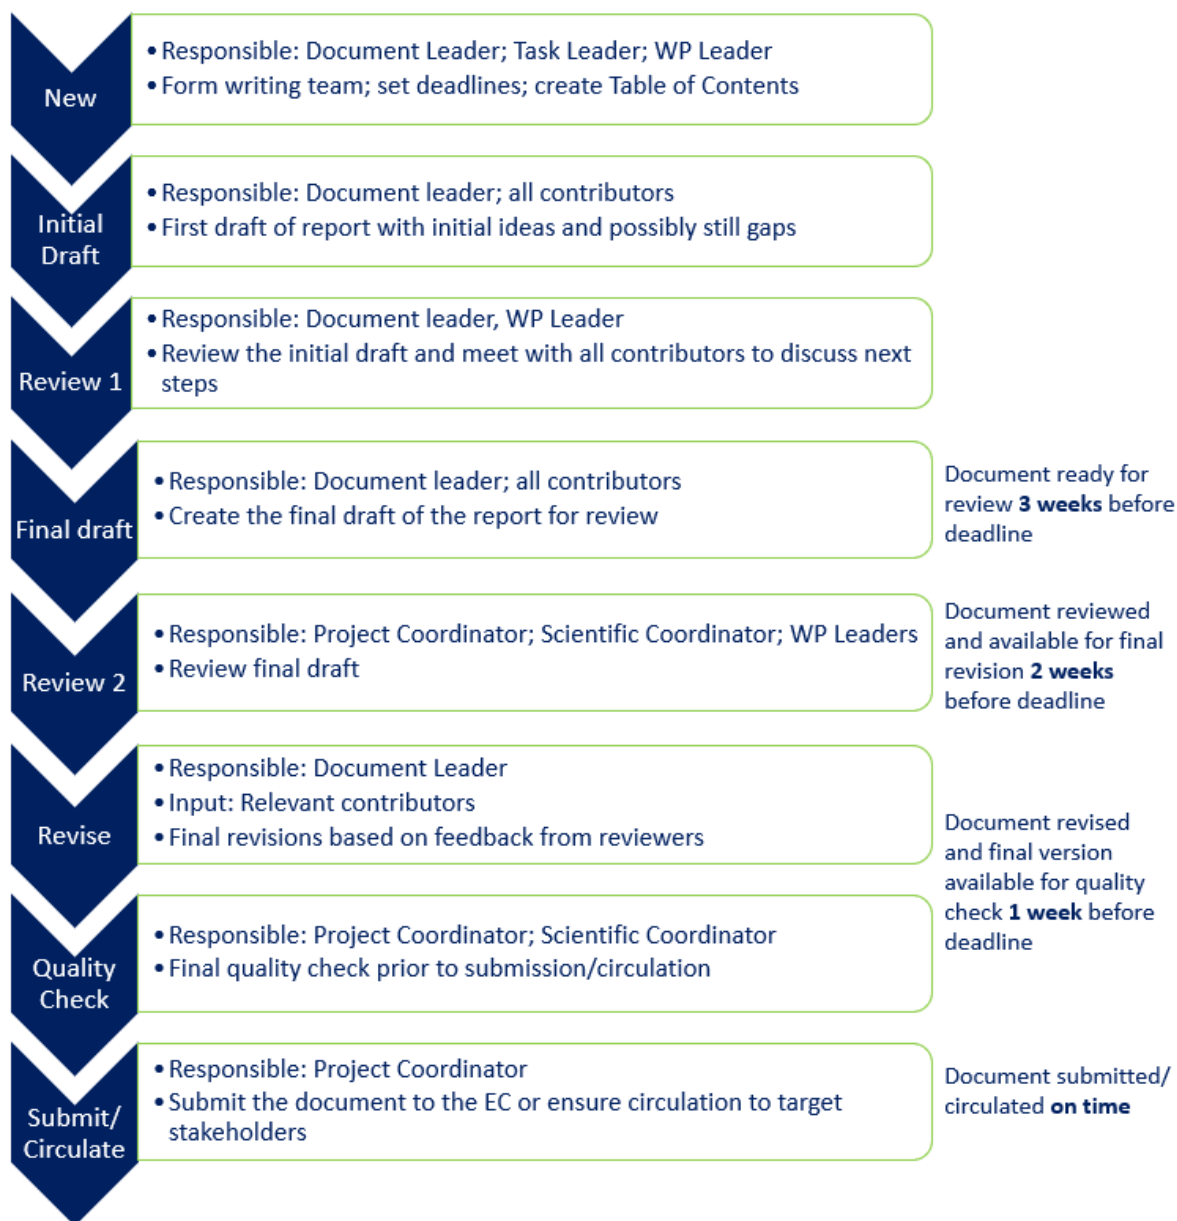 New
• Responsible: Document Leader; Task Leader; WP Leader
• Form writing team; set deadlines; create Table of Contents
Initial
Draft
• Responsible: Document leader; all contributors
• First draft of report with initial ideas and possibly still gaps
Review 1
• Responsible: Document leader, WP Leader
• Review the initial draft and meet with all contributors to discuss next
steps
Final draft
• Responsible: Document leader; all contributors
• Create the final draft of the report for review
Document ready for
review 3 weeks before
deadline
Review 2
• Responsible: Project Coordinator; Scientific Coordinator; WP Leaders
• Review final draft
Document reviewed
and available for final
revision 2 weeks
before deadline
Revise
• Responsible: Document Leader
• Input: Relevant contributors
• Final revisions based on feedback from reviewers
Document revised
and final version
available for quality
check 1 week before
deadline
Quality
Check
• Responsible: Project Coordinator; Scientific Coordinator
• Final quality check prior to submission/circulation
Submit/
Circulate
• Responsible: Project Coordinator
• Submit the document to the EC or ensure circulation to target
stakeholders
Document submitted/
circulated on time